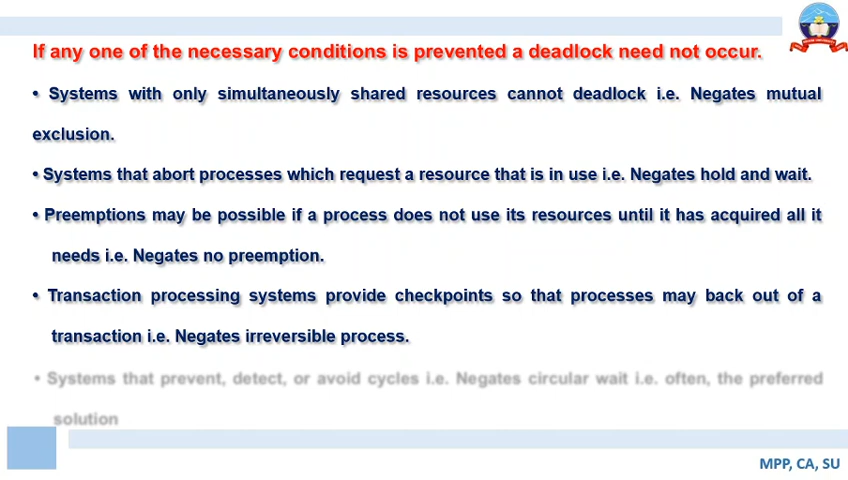 If any one of the necessary conditions is prevented a deadlock need not occur.
• Systems with only simultaneously shared resources cannot deadlock i.e. Negates mutual
exclusion.
• Systems that abort processes which request a resource that is in use i.e. Negates hold and wait.
• Preemptions may be possible if a process does not use its resources until it has acquired all it
needs i.e. Negates no preemption.
• Transaction processing systems provide checkpoints so that processes may back out of a
transaction i.e. Negates irreversible process.
• Systems that prevent, detect, or avoid cycles i.e. Negates circular wait i.e. often, the preferred
solution
MPP, CA, SU